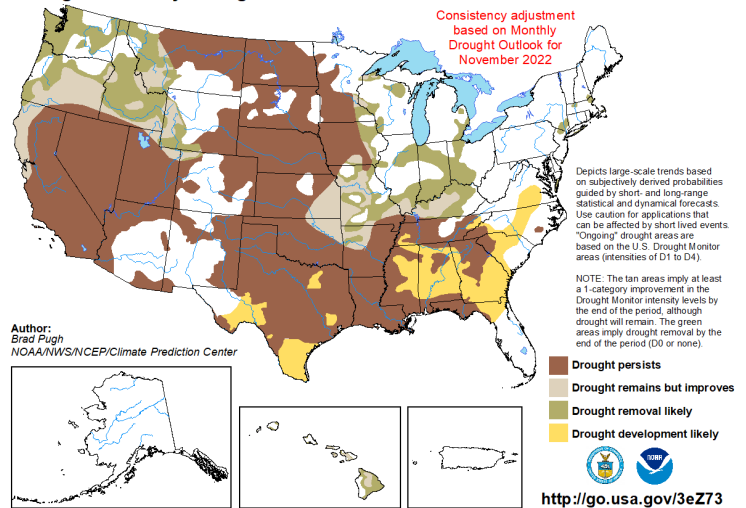 Consistency adjustment
based on Monthly
Drought Outlook for
November 2022
Depicts large-scale trends based
on subjectively derived probabilities
guided by short- and long-range
statistical and dynamical forecasts.
Use caution for applications that
can be affected by short lived events.
"Ongoing" drought areas are
based on the U.S. Drought Monitor
areas (intensities of D1 to D4).
NOTE: The tan areas imply at least
a 1-category improvement in the
Drought Monitor intensity levels by
the end of the period, although
drought will remain. The green
areas imply drought removal by the
end of the period (D0 or none).
Author:
Brad Pugh
NOAA/NWS/NCEP/Climate Prediction Center
Drought persists
Drought remains but improves
Drought removal likely
Drought development likely
NOAA
http://go.usa.gov/3eZ73